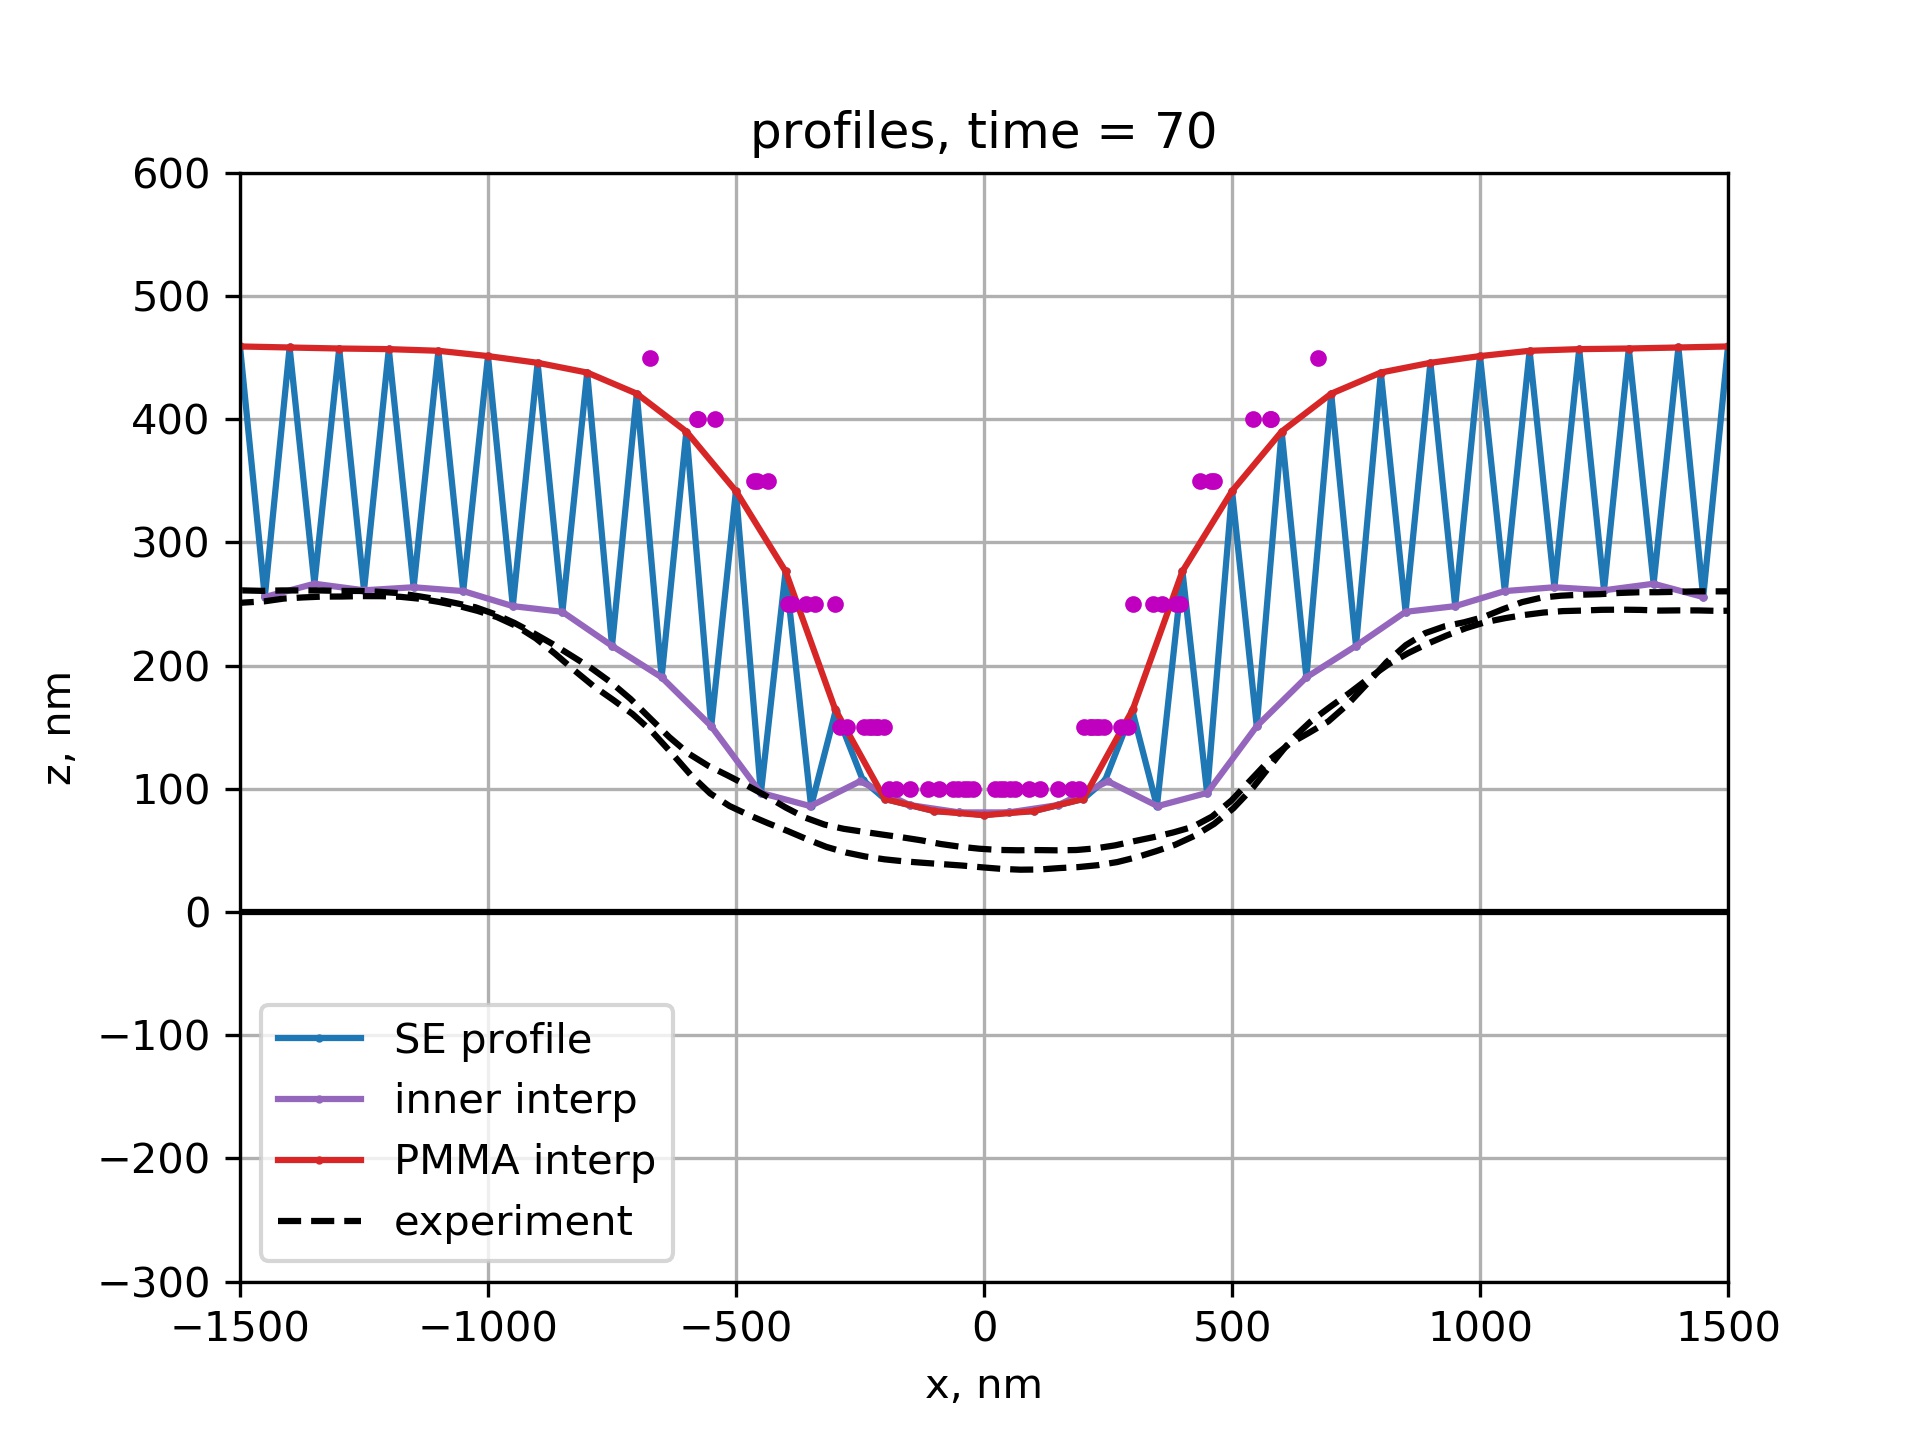 profiles, time = 70
600
500
400
300
200
100
0
−100
−200
−300
z, nm
SE profile
inner interp
PMMA interp
experiment
−1500 −1000 −500 0 500 1000 1500
x, nm